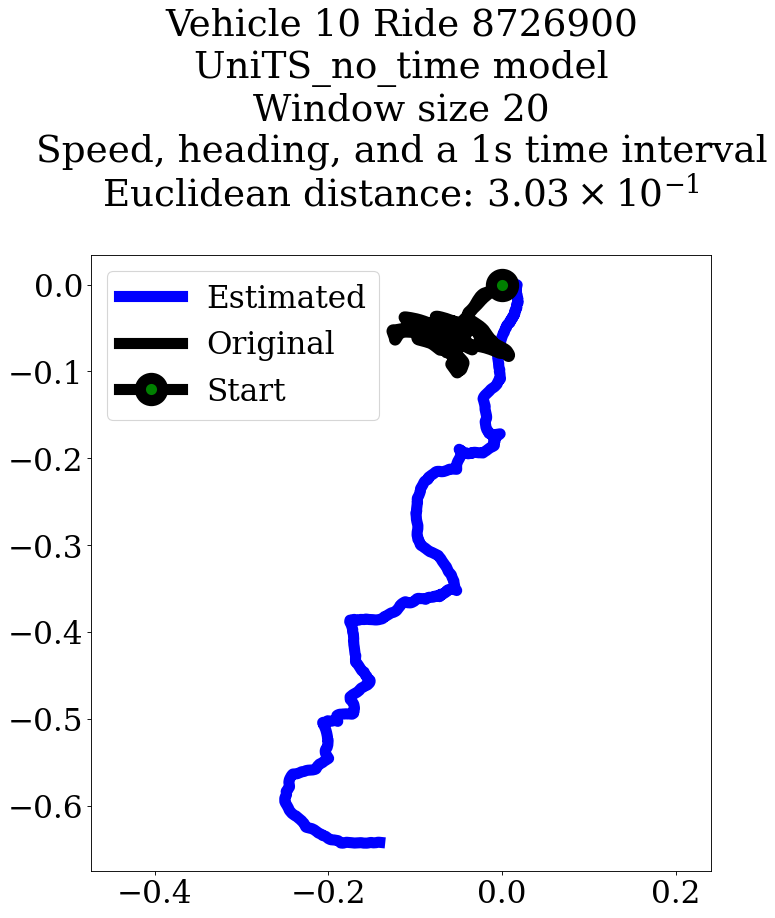 Vehicle 10 Ride 8726900
UniTS_no_time model
Window size 20
Speed, heading, and a 1s time interval
Euclidean distance: 3.03 × 10⁻¹
Estimated
Original
Start
0.0
−0.1
−0.2
−0.3
−0.4
−0.5
−0.6
−0.4 −0.2 0.0 0.2